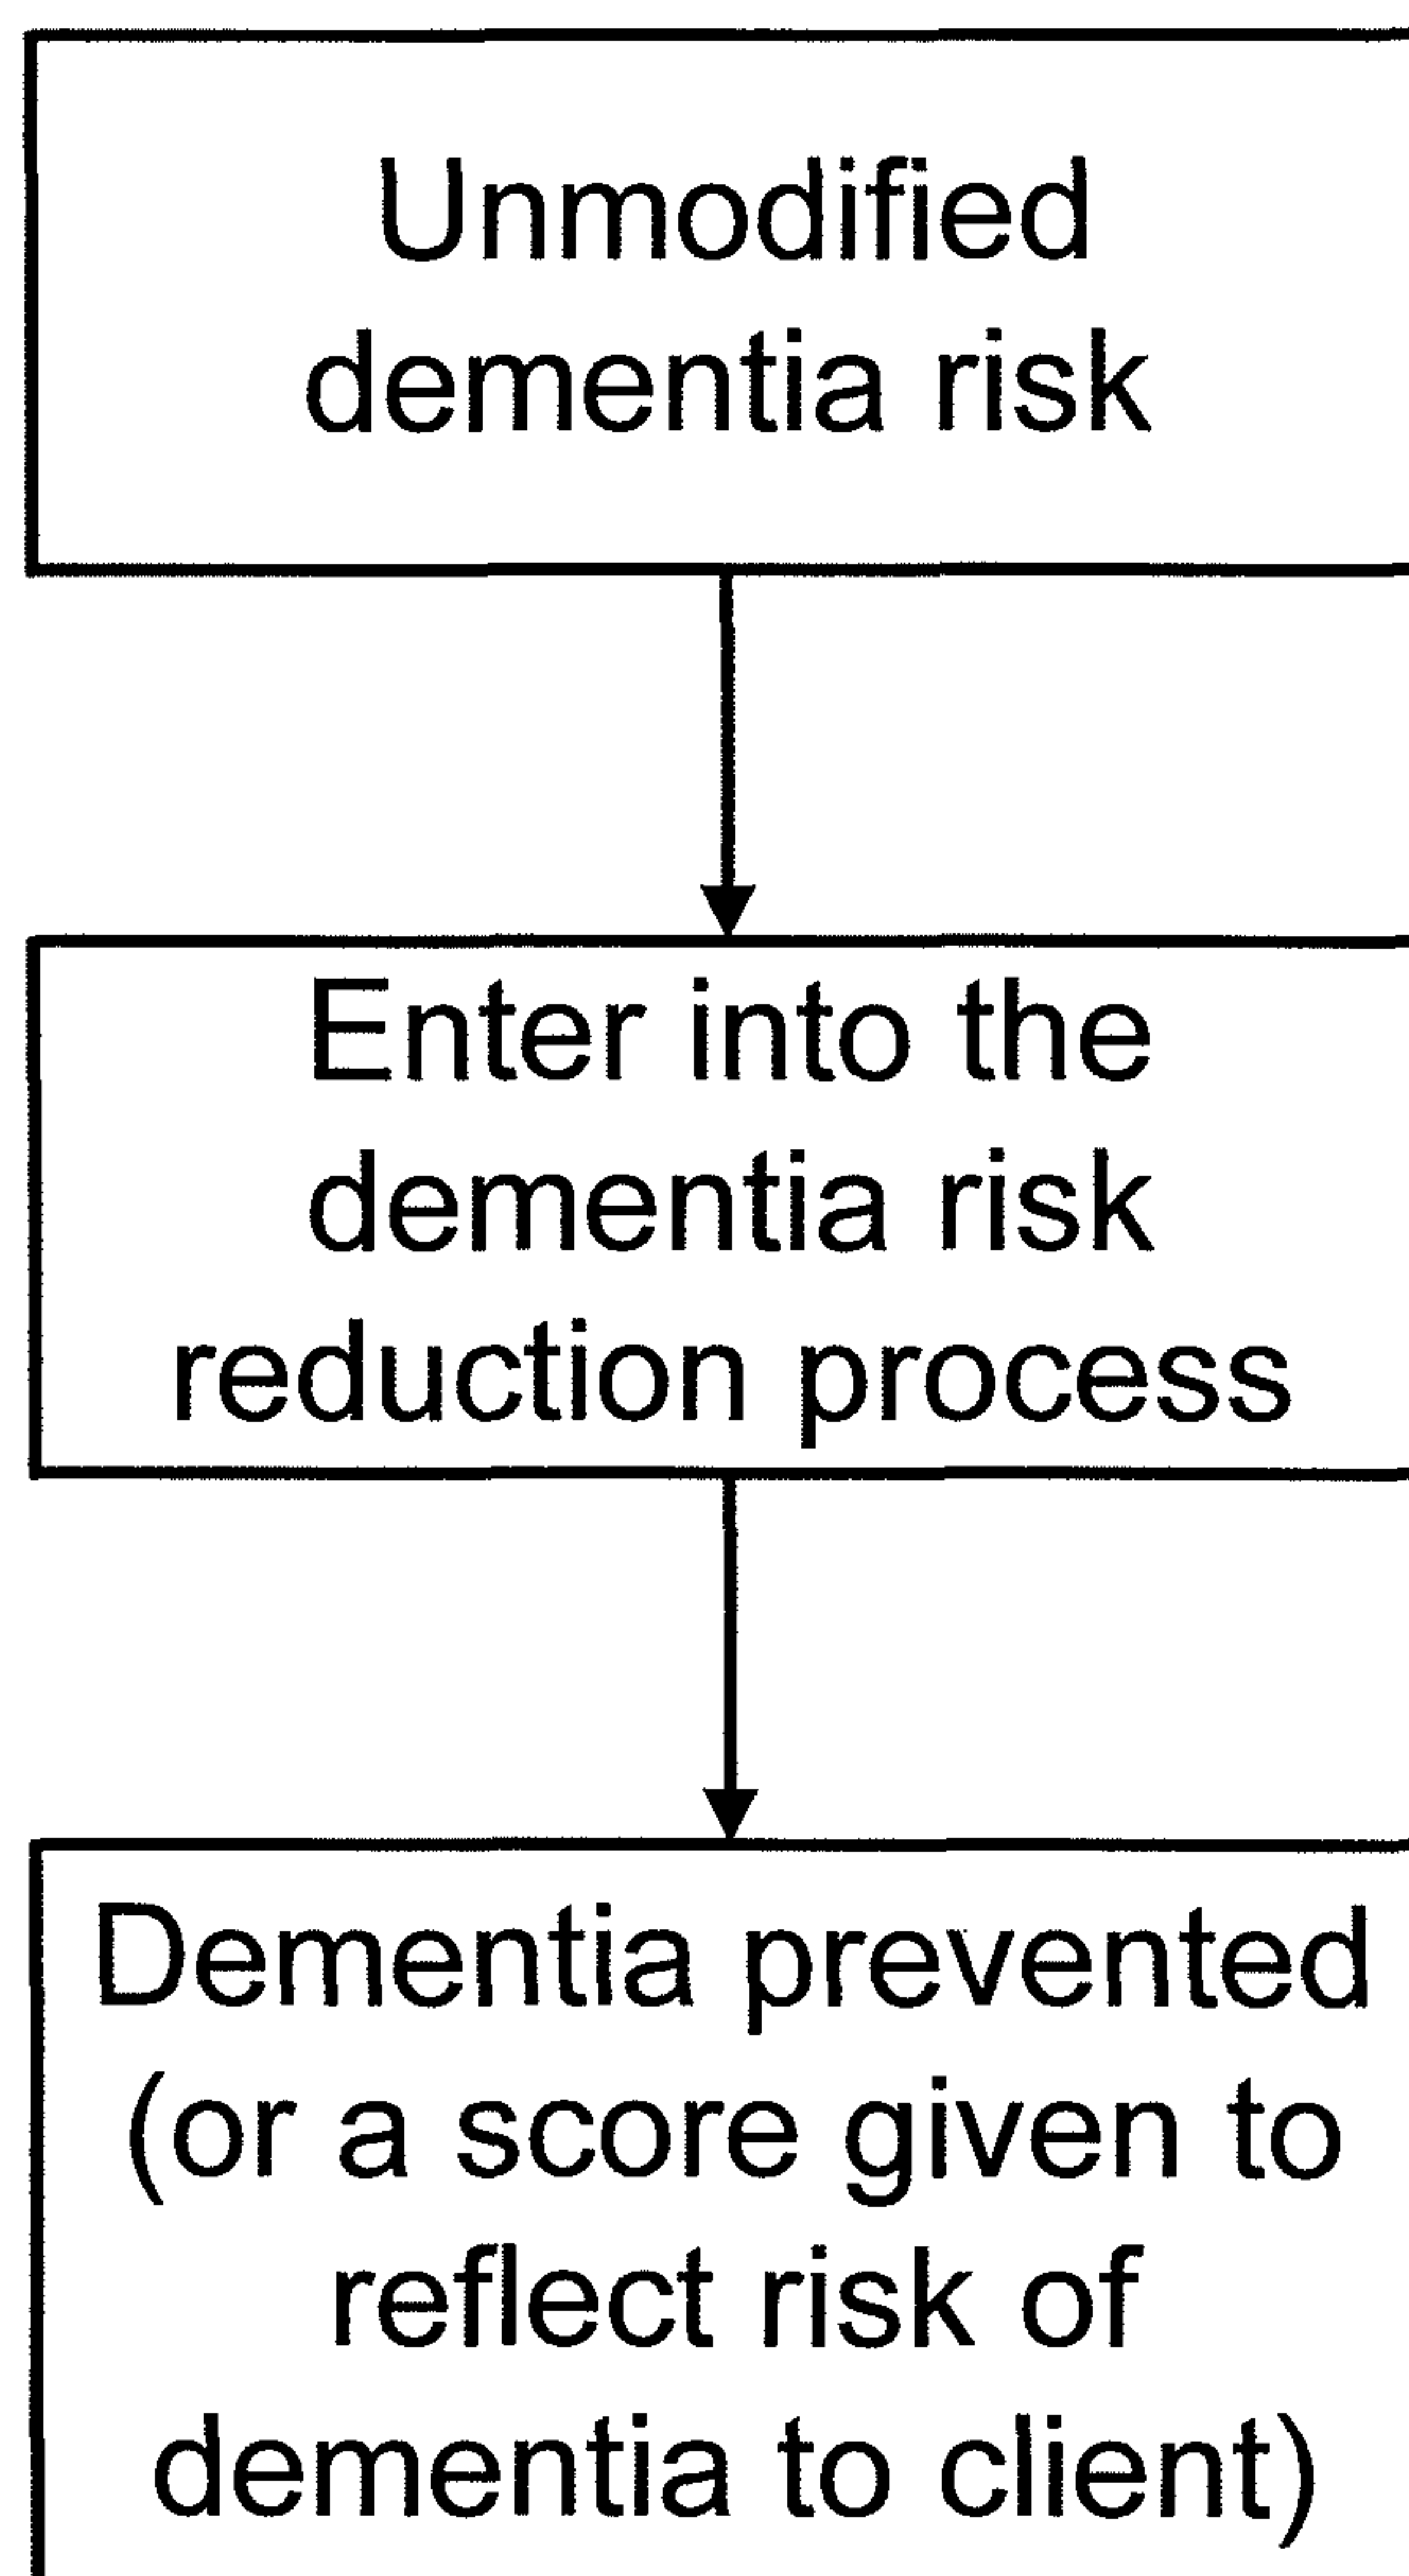 Unmodified
dementia risk
Enter into the
dementia risk
reduction process
Dementia prevented
(or a score given to
reflect risk of
dementia to client)